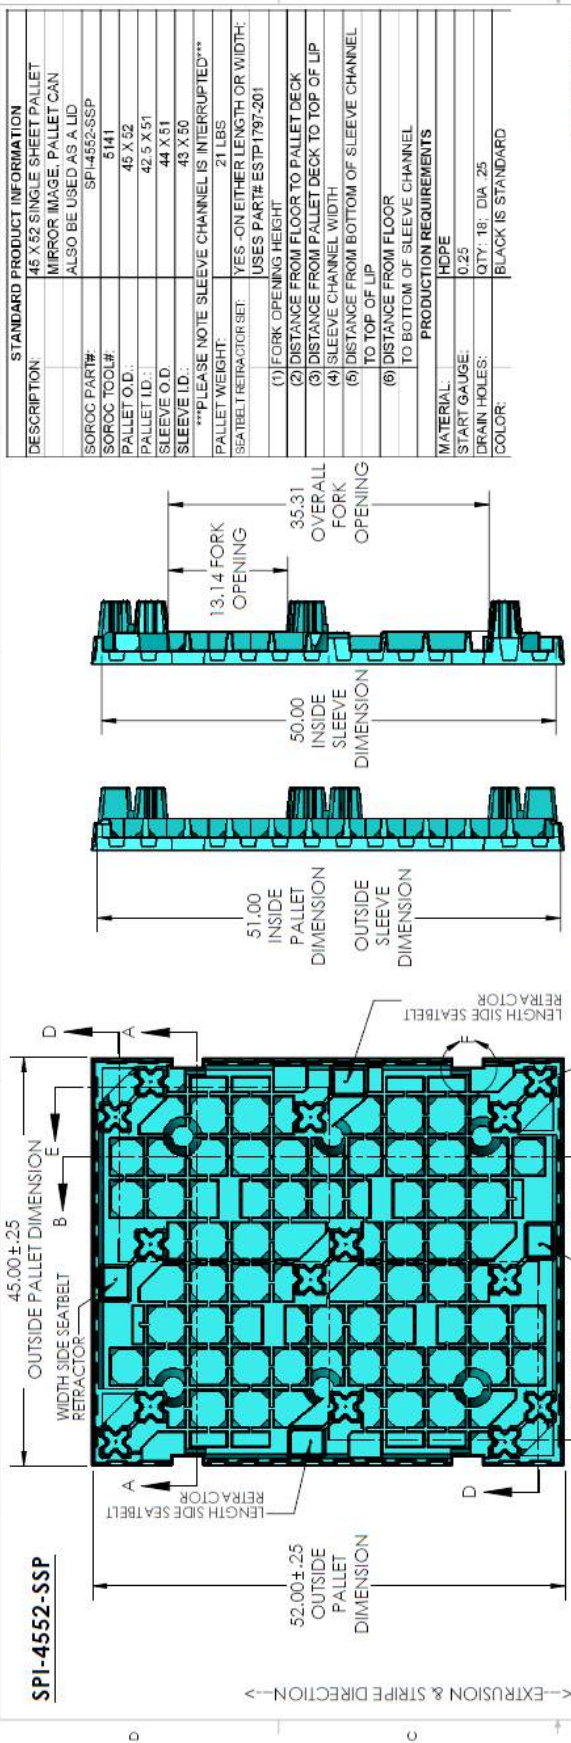 SPI-4552-SSP
45.00±.25
OUTSIDE PALLET DIMENSION
WIDTH SIDE SEATBELT
RETRACTOR
B
E
D
A
A
D
F
LENGTH SIDE SEATBELT
RETRACTOR
LENGTH SIDE SEATBELT
RETRACTOR
52.00±.25
OUTSIDE
PALLET
DIMENSION
<---EXTRUSION & STRIPE DIRECTION--->
D
C
51.00
INSIDE
PALLET
DIMENSION
OUTSIDE
SLEEVE
DIMENSION
50.00
INSIDE
SLEEVE
DIMENSION
13.14 FORK
OPENING
35.31
OVERALL
FORK
OPENING
STANDARD PRODUCT INFORMATION
DESCRIPTION: 45 X 52 SINGLE SHEET PALLET
MIRROR IMAGE. PALLET CAN
ALSO BE USED AS A LID
SOROC PART#: SPI-4552-SSP
SOROC TOOL#: 5141
PALLET O.D.: 45 X 52
PALLET I.D.: 42.5 X 51
SLEEVE O.D. 44 X 51
SLEEVE I.D.: 43 X 50
***PLEASE NOTE SLEEVE CHANNEL IS INTERRUPTED***
PALLET WEIGHT: 21 LBS
SEATBELT RETRACTOR SET: YES -ON EITHER LENGTH OR WIDTH:
USES PART# ESTP1797-201
(1) FORK OPENING HEIGHT
(2) DISTANCE FROM FLOOR TO PALLET DECK
(3) DISTANCE FROM PALLET DECK TO TOP OF LIP
(4) SLEEVE CHANNEL WIDTH
(5) DISTANCE FROM BOTTOM OF SLEEVE CHANNEL
TO TOP OF LIP
(6) DISTANCE FROM FLOOR
TO BOTTOM OF SLEEVE CHANNEL
PRODUCTION REQUIREMENTS
MATERIAL: HDPE
START GAUGE: 0.25
DRAIN HOLES: QTY: 18; DIA .25
COLOR: BLACK IS STANDARD